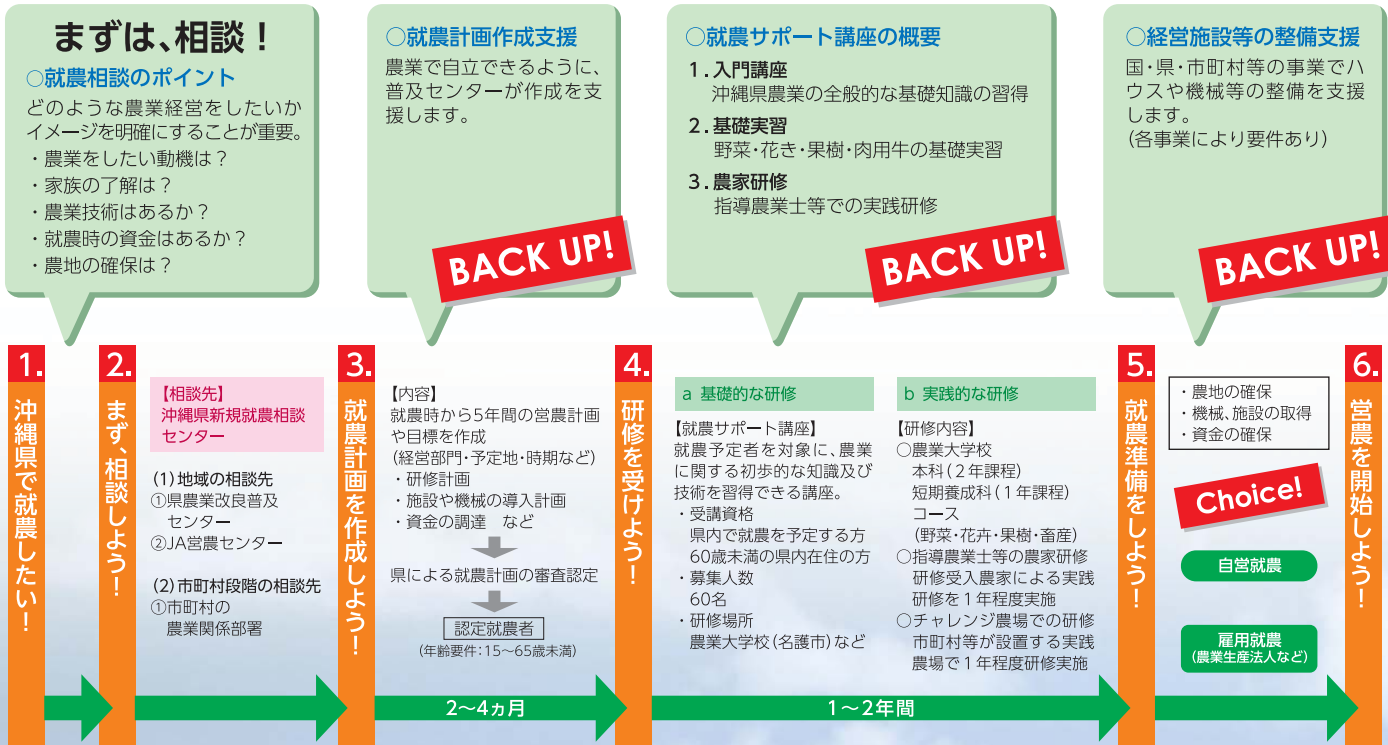 まずは、相談！
○就農相談のポイント
どのような農業経営をしたいか
イメージを明確にすることが重要。
・農業をしたい動機は？
・家族の了解は？
・農業技術はあるか？
・就農時の資金はあるか？
・農地の確保は？
○就農計画作成支援
農業で自立できるように、
普及センターが作成を支
援します。
BACK UP!
○就農サポート講座の概要
1．入門講座
沖縄県農業の全般的な基礎知識の習得
2．基礎実習
野菜・花き・果樹・肉用牛の基礎実習
3．農家研修
指導農業士等での実践研修
BACK UP!
○経営施設等の整備支援
国・県・市町村等の事業でハ
ウスや機械等の整備を支援
します。
(各事業により要件あり)
BACK UP!
1.
沖縄県で就農したい！
2.
まず、相談しよう！
【相談先】
沖縄県新規就農相談
センター
(1)地域の相談先
①県農業改良普及
センター
②JA営農センター
(2)市町村段階の相談先
①市町村の
農業関係部署
3.
就農計画を作成しよう！
【内容】
就農時から5年間の営農計画
や目標を作成
(経営部門・予定地・時期など)
・研修計画
・施設や機械の導入計画
・資金の調達 など
県による就農計画の審査認定
認定就農者
(年齢要件：15〜65歳未満)
2〜4ヵ月
4.
研修を受けよう！
a 基礎的な研修
【就農サポート講座】
就農予定者を対象に、農業
に関する初歩的な知識及び
技術を習得できる講座。
・受講資格
県内で就農を予定する方
60歳未満の県内在住の方
・募集人数
60名
・研修場所
農業大学校(名護市)など
b 実践的な研修
【研修内容】
○農業大学校
本科(2年課程)
短期養成科(1年課程)
コース
(野菜・花卉・果樹・畜産)
○指導農業士等の農家研修
研修受入農家による実践
研修を1年程度実施
○チャレンジ農場での研修
市町村等が設置する実践
農場で1年程度研修実施
1〜2年間
5.
就農準備をしよう！
・農地の確保
・機械、施設の取得
・資金の確保
Choice!
自営就農
雇用就農
(農業生産法人など)
6.
営農を開始しよう！